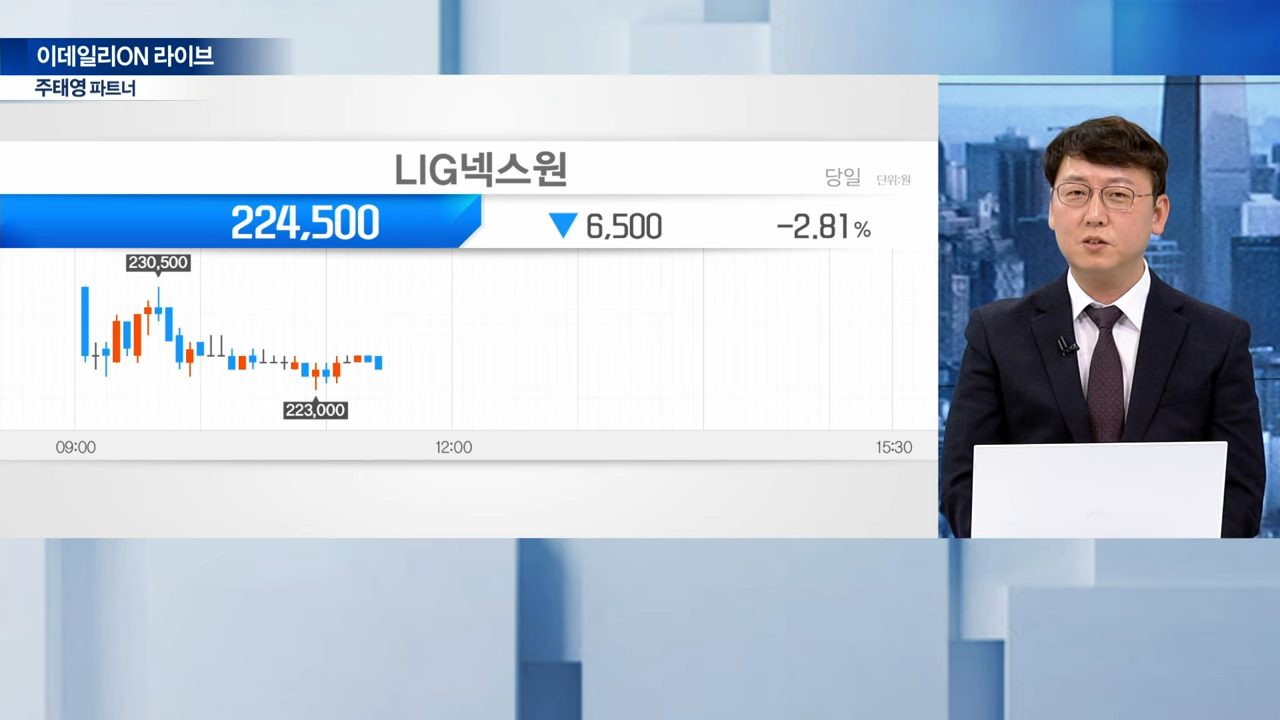 이데일리ON 라이브
주태영 파트너
LIG넥스원
당일 단위:원
224,500 ▼ 6,500 -2.81%
230,500
223,000
09:00 12:00 15:30